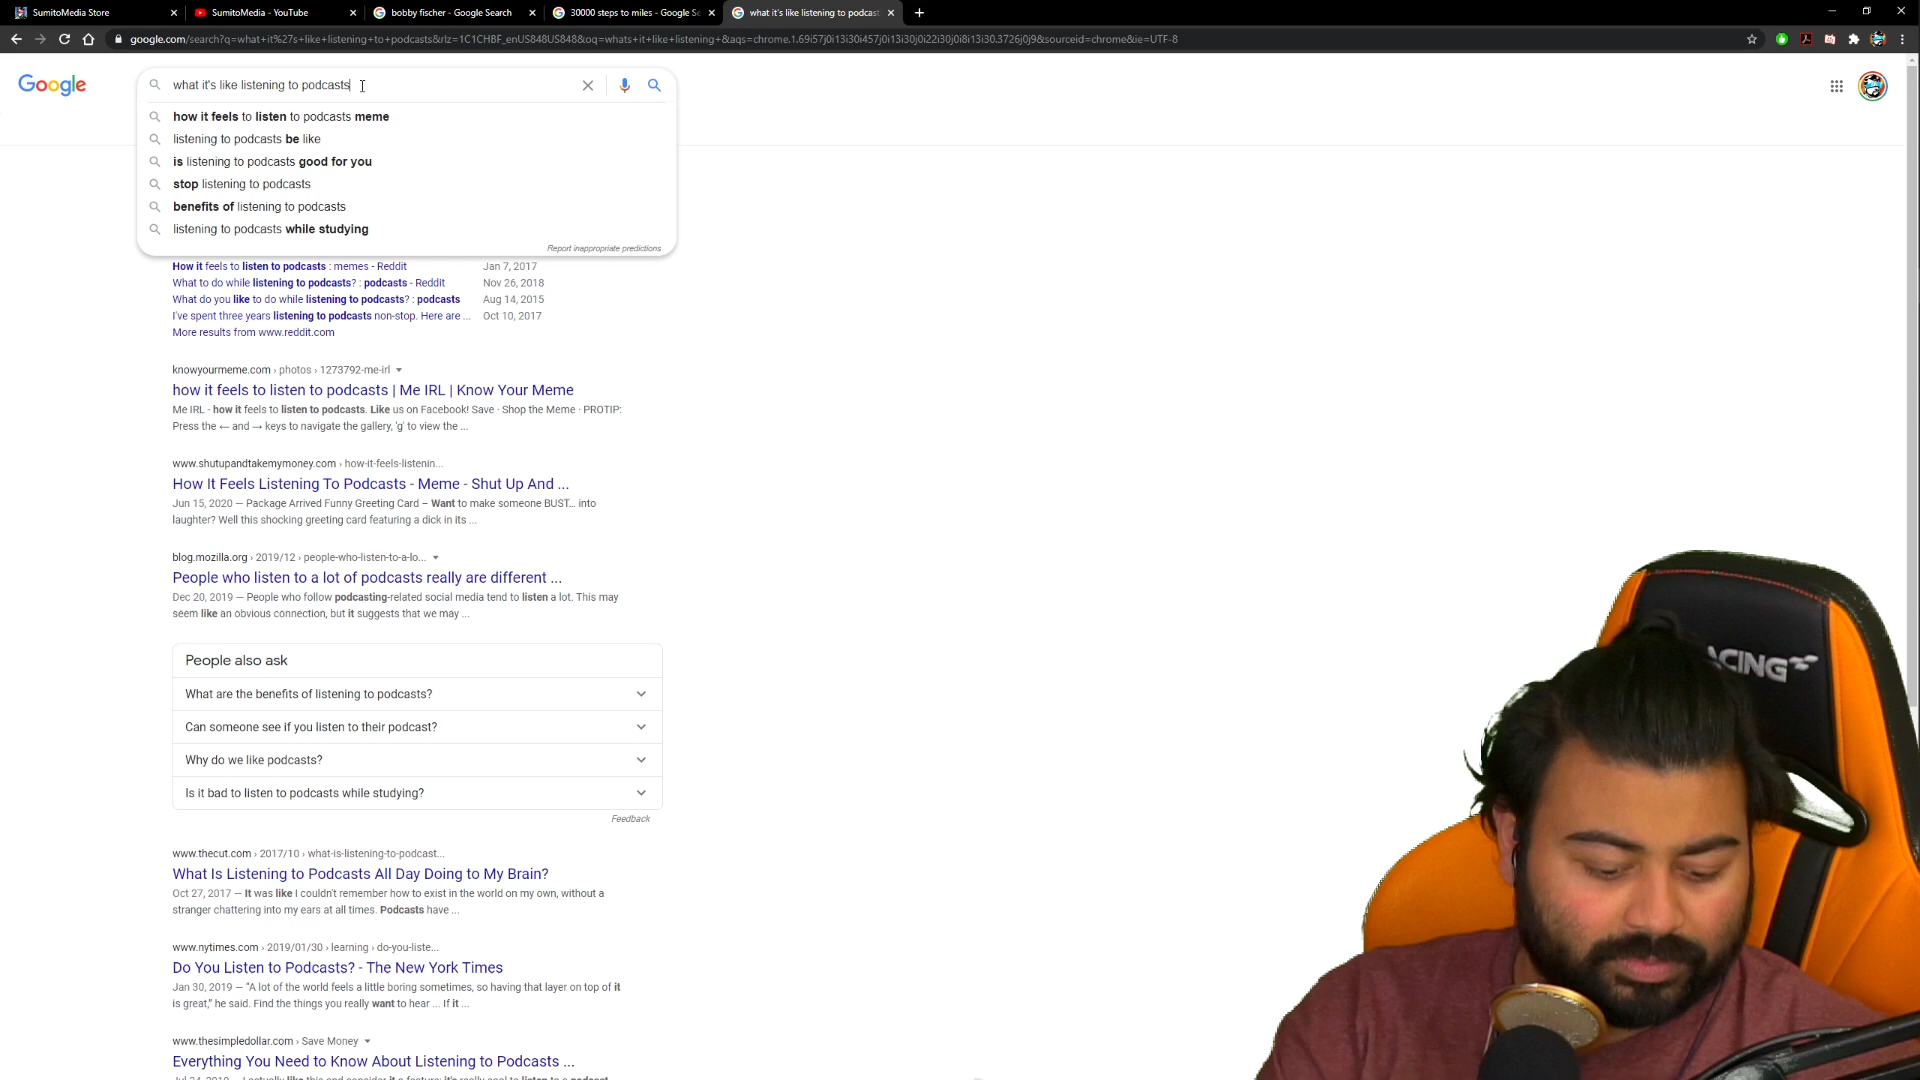 SumitoMedia Store
SumitoMedia - YouTube
bobby fischer - Google Search
30000 steps to miles - Google Se
what it's like listening to podcast
google.com/search?q=what+it%27s+like+listening+to+podcasts&rlz=1C1CHBF_enUS848US848&oq=whats+it+like+listening+&aqs=chrome.1.69i57j0i13i30i457j0i13i30j0i22i30j0i8i13i30.3726j0j9&sourceid=chrome&ie=UTF-8
Google
what it's like listening to podcasts
how it feels to listen to podcasts meme
listening to podcasts be like
is listening to podcasts good for you
stop listening to podcasts
benefits of listening to podcasts
listening to podcasts while studying
Report inappropriate predictions
How it feels to listen to podcasts : memes - Reddit Jan 7, 2017
What to do while listening to podcasts? : podcasts - Reddit Nov 26, 2018
What do you like to do while listening to podcasts? : podcasts Aug 14, 2015
I've spent three years listening to podcasts non-stop. Here are ... Oct 10, 2017
More results from www.reddit.com
knowyourmeme.com › photos › 1273792-me-irl
how it feels to listen to podcasts | Me IRL | Know Your Meme
Me IRL - how it feels to listen to podcasts. Like us on Facebook! Save · Shop the Meme · PROTIP:
Press the ← and → keys to navigate the gallery, 'g' to view the ...
www.shutupandtakemymoney.com › how-it-feels-listenin...
How It Feels Listening To Podcasts - Meme - Shut Up And ...
Jun 15, 2020 — Package Arrived Funny Greeting Card – Want to make someone BUST... into
laughter? Well this shocking greeting card featuring a dick in its ...
blog.mozilla.org › 2019/12 › people-who-listen-to-a-lo...
People who listen to a lot of podcasts really are different ...
Dec 20, 2019 — People who follow podcasting-related social media tend to listen a lot. This may
seem like an obvious connection, but it suggests that we may ...
People also ask
What are the benefits of listening to podcasts?
Can someone see if you listen to their podcast?
Why do we like podcasts?
Is it bad to listen to podcasts while studying?
Feedback
www.thecut.com › 2017/10 › what-is-listening-to-podcast...
What Is Listening to Podcasts All Day Doing to My Brain?
Oct 27, 2017 — It was like I couldn't remember how to exist in the world on my own, without a
stranger chattering into my ears at all times. Podcasts have ...
www.nytimes.com › 2019/01/30 › learning › do-you-liste...
Do You Listen to Podcasts? - The New York Times
Jan 30, 2019 — "A lot of the world feels a little boring sometimes, so having that layer on top of it
is great," he said. Find the things you really want to hear ... If it ...
www.thesimpledollar.com › Save Money
Everything You Need to Know About Listening to Podcasts ...
ACING